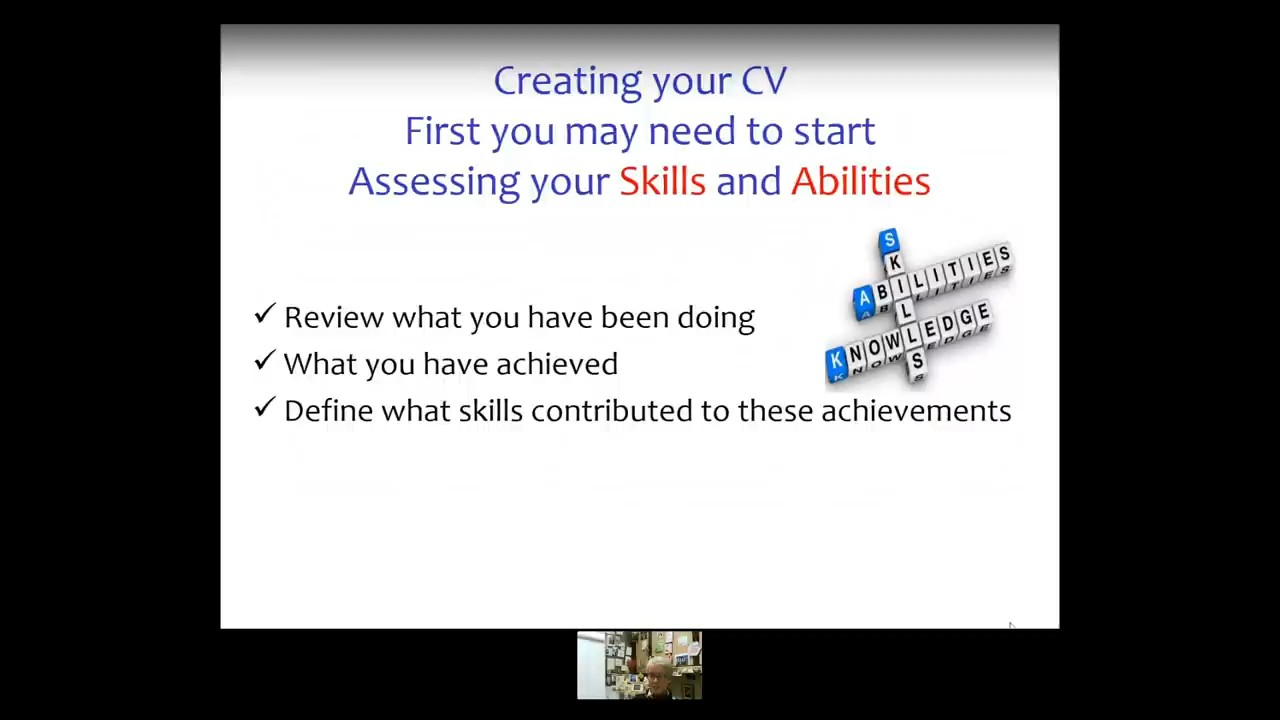 Creating your CV
First you may need to start
Assessing your Skills and Abilities
SKILLS
ABILITIES
KNOWLEDGE
✓ Review what you have been doing
✓ What you have achieved
✓ Define what skills contributed to these achievements